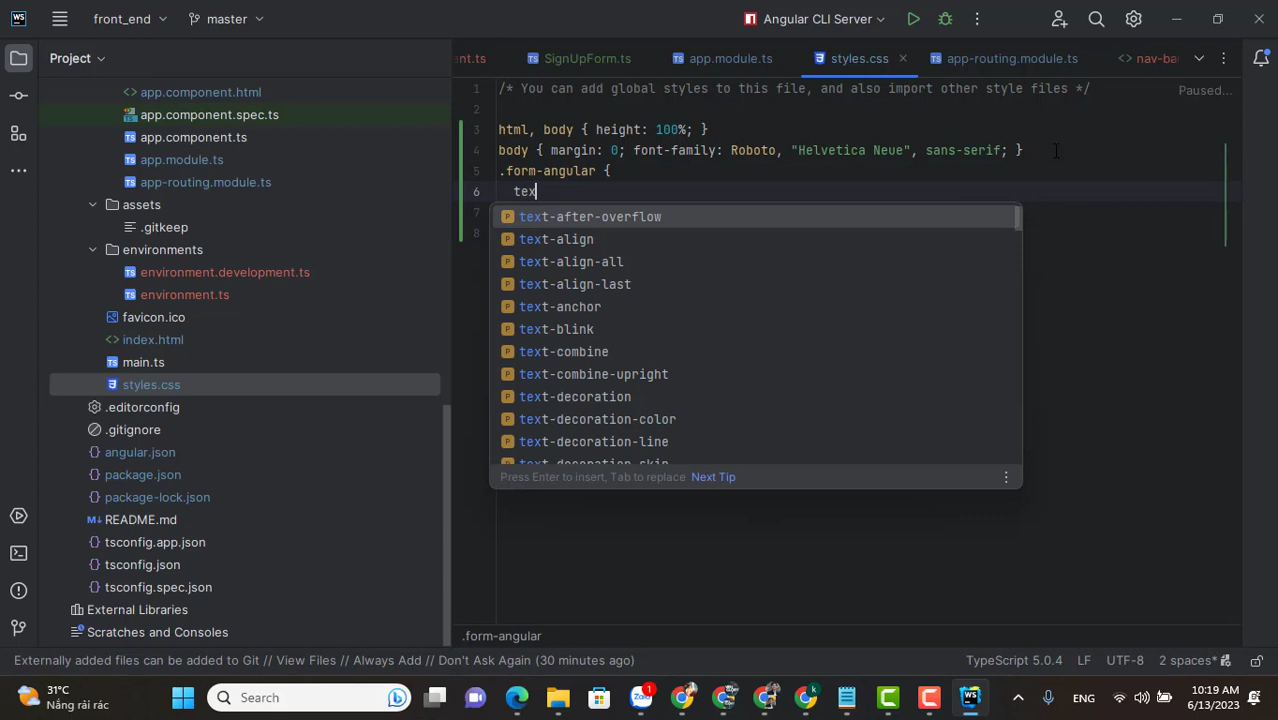 WS
front_end
master
Angular CLI Server
Project
ent.ts
SignUpForm.ts
app.module.ts
styles.css
app-routing.module.ts
nav-ba
app.component.html
app.component.spec.ts
app.component.ts
app.module.ts
app-routing.module.ts
assets
.gitkeep
environments
environment.development.ts
environment.ts
favicon.ico
index.html
main.ts
styles.css
.editorconfig
.gitignore
angular.json
package.json
package-lock.json
README.md
tsconfig.app.json
tsconfig.json
tsconfig.spec.json
External Libraries
Scratches and Consoles
1 /* You can add global styles to this file, and also import other style files */
Paused...
2
3 html, body { height: 100%; }
4 body { margin: 0; font-family: Roboto, "Helvetica Neue", sans-serif; }
5 .form-angular {
6 tex
7
8
text-after-overflow
text-align
text-align-all
text-align-last
text-anchor
text-blink
text-combine
text-combine-upright
text-decoration
text-decoration-color
text-decoration-line
text-decoration-skip
Press Enter to insert, Tab to replace Next Tip
.form-angular
Externally added files can be added to Git // View Files // Always Add // Don't Ask Again (30 minutes ago)
TypeScript 5.0.4 LF UTF-8 2 spaces*
31°C
Nắng rải rác
Search
1
ENG
10:19 AM
6/13/2023